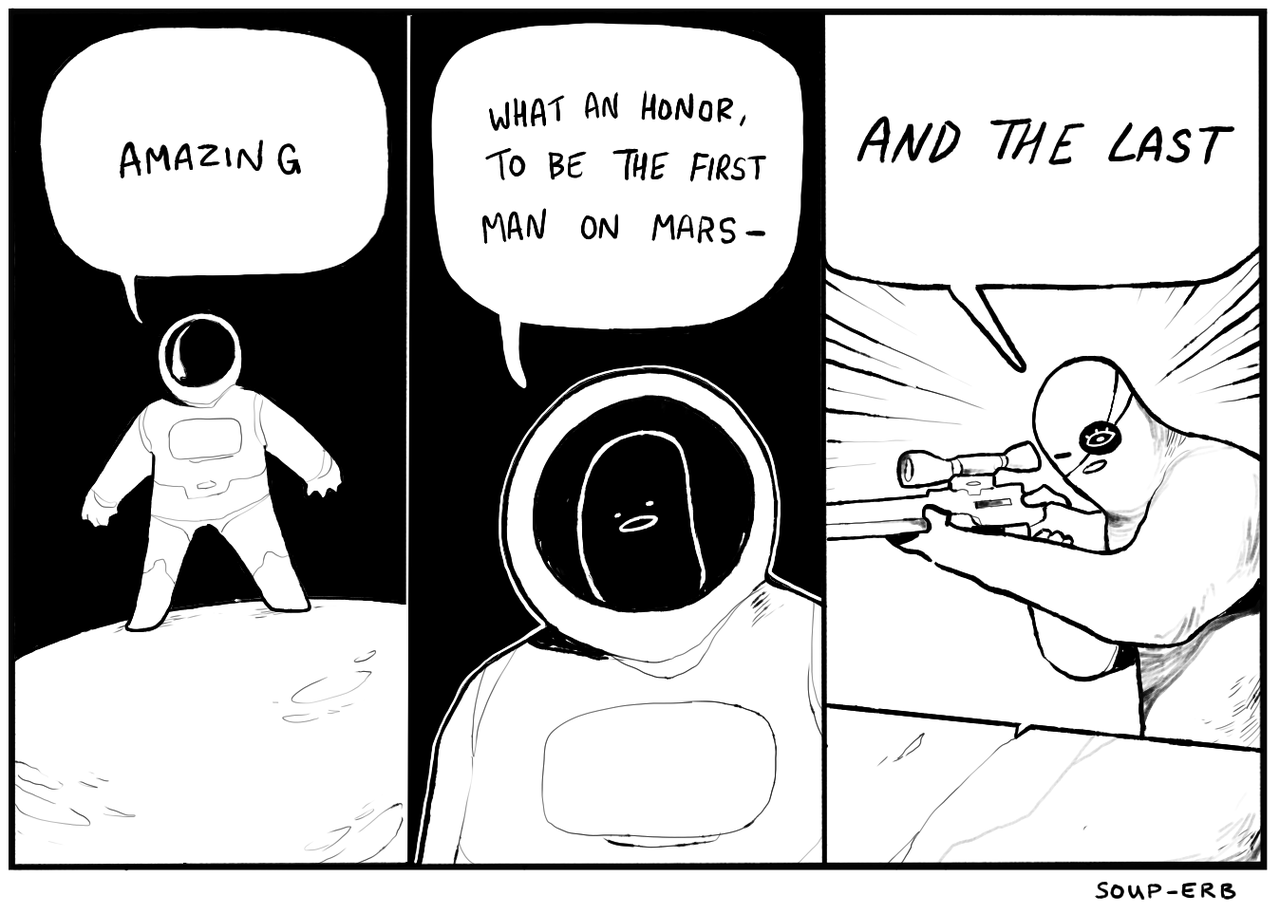 AMAZING
WHAT AN HONOR,
TO BE THE FIRST
MAN ON MARS-
AND THE LAST
SOUP-ERB